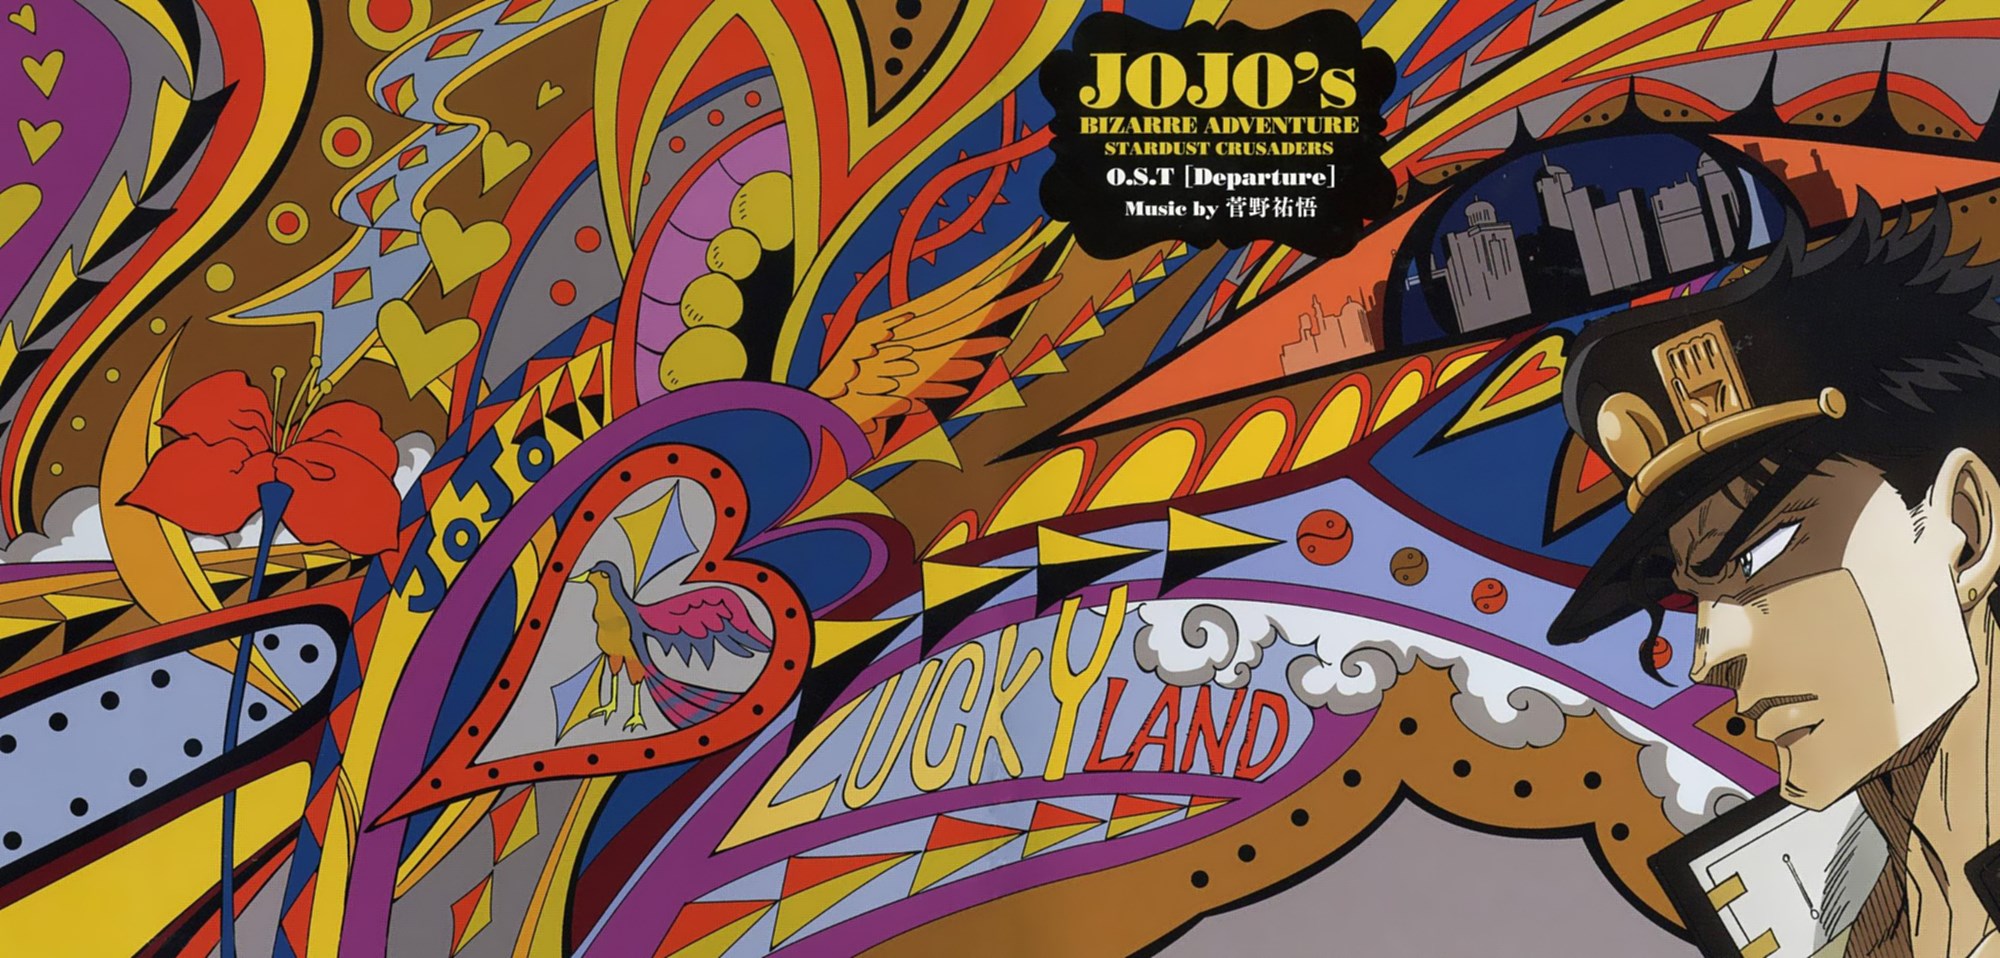 JOJO's
BIZARRE ADVENTURE
STARDUST CRUSADERS
O.S.T [Departure]
Music by 菅野祐悟
JoJo
LUCKY LAND